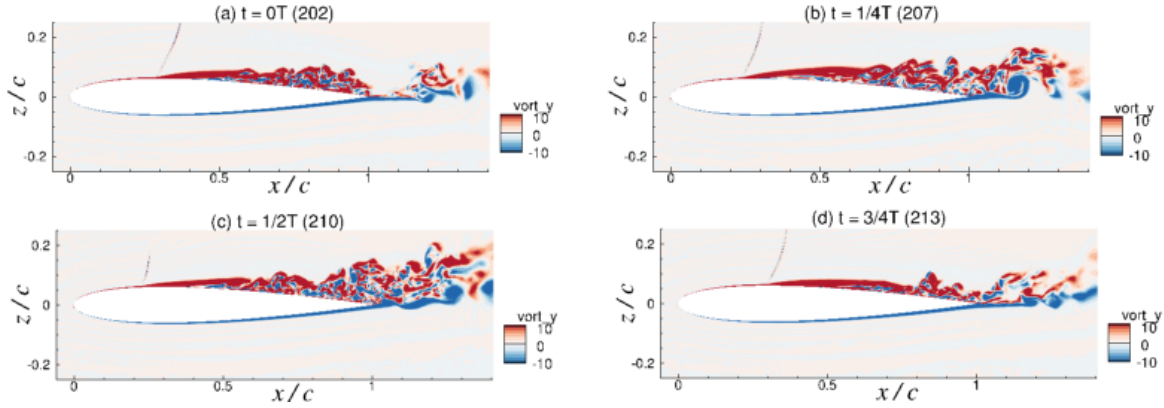 (a) t = 0T (202)
z/c
0.2
0
-0.2
0
0.5
1
x/c
vort_y
10
0
-10
(b) t = 1/4T (207)
z/c
0.2
0
-0.2
0
0.5
1
x/c
vort_y
10
0
-10
(c) t = 1/2T (210)
z/c
0.2
0
-0.2
0
0.5
1
x/c
vort_y
10
0
-10
(d) t = 3/4T (213)
z/c
0.2
0
-0.2
0
0.5
1
x/c
vort_y
10
0
-10